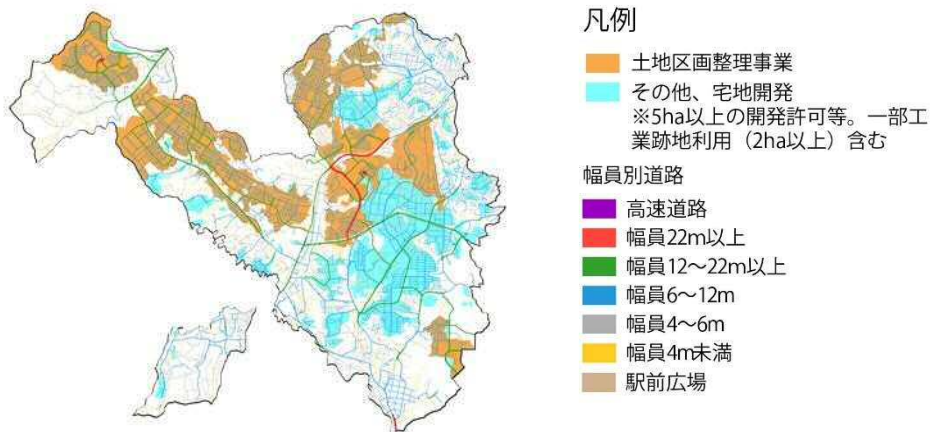 凡例
土地区画整理事業
その他、宅地開発
※5ha以上の開発許可等。一部工
業跡地利用（2ha以上）含む
幅員別道路
高速道路
幅員22m以上
幅員12〜22m以上
幅員6〜12m
幅員4〜6m
幅員4m未満
駅前広場